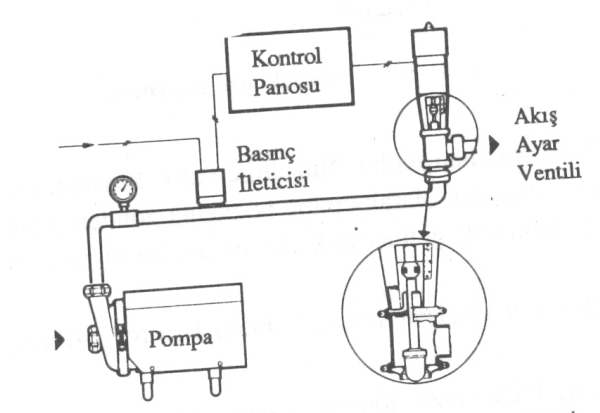 Kontrol
Panosu
Akış
Ayar
Ventili
Basınç
İleticisi
Pompa